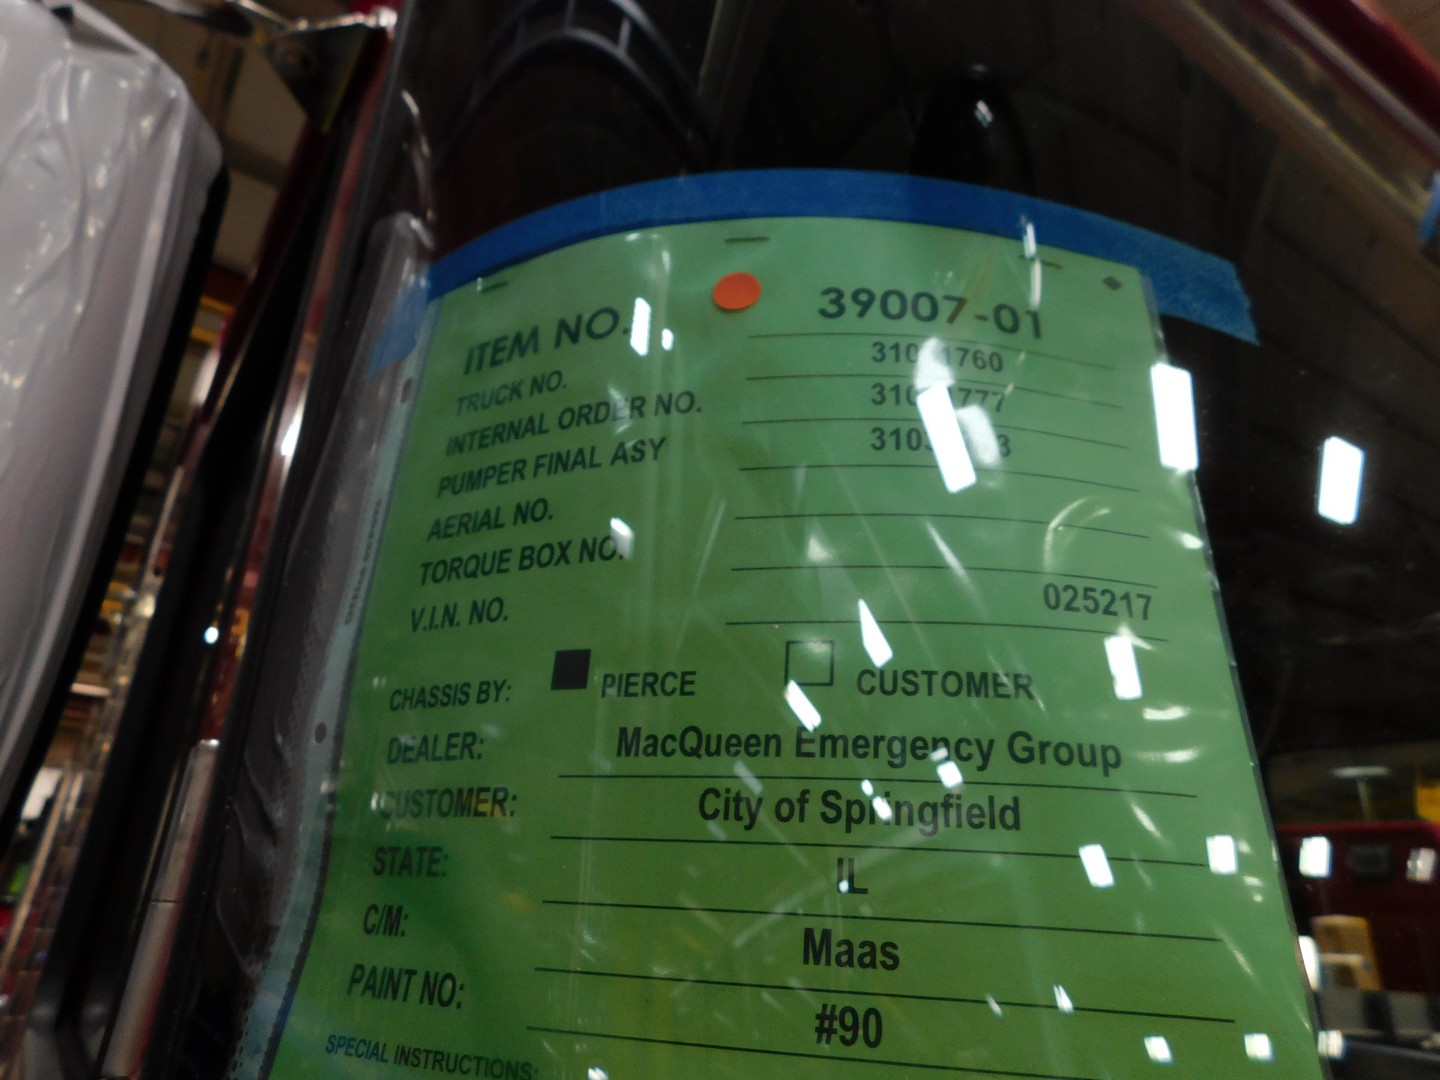 ITEM NO. 39007-01
TRUCK NO.
INTERNAL ORDER NO.
PUMPER FINAL ASY
AERIAL NO.
TORQUE BOX NO.
V.I.N. NO. 025217
CHASSIS BY: PIERCE CUSTOMER
DEALER: MacQueen Emergency Group
CUSTOMER: City of Springfield
STATE: IL
C/M: Maas
PAINT NO: #90
SPECIAL INSTRUCTIONS: